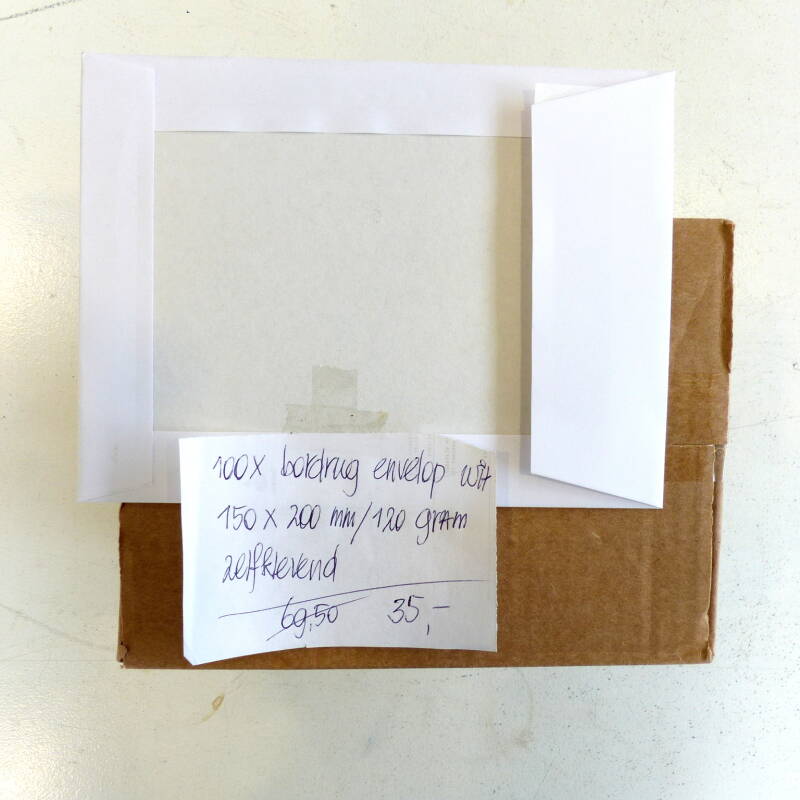 100x bordrug envelop wit
150 x 200 mm/120 gram
zelfklevend
69,50 35,-